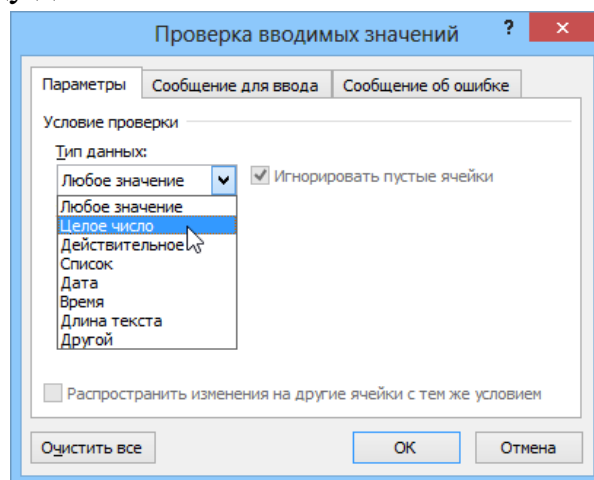 Проверка вводимых значений ? ×
Параметры Сообщение для ввода Сообщение об ошибке
Условие проверки
Тип данных:
Любое значение Игнорировать пустые ячейки
Любое значение
Целое число
Действительное
Список
Дата
Время
Длина текста
Другой
Распространить изменения на другие ячейки с тем же условием
Очистить все ОК Отмена